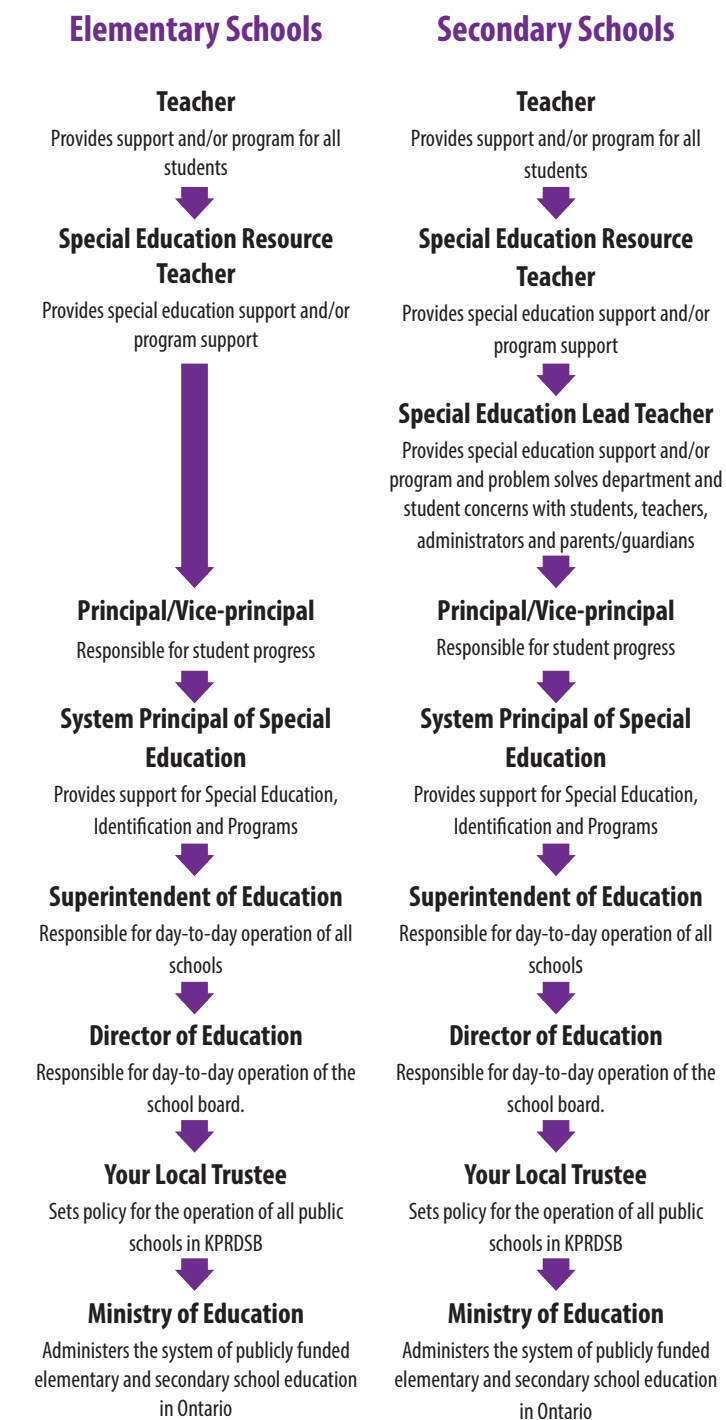 Elementary Schools
Teacher
Provides support and/or program for all
students
Special Education Resource
Teacher
Provides special education support and/or
program support
Principal/Vice-principal
Responsible for student progress
System Principal of Special
Education
Provides support for Special Education,
Identification and Programs
Superintendent of Education
Responsible for day-to-day operation of all
schools
Director of Education
Responsible for day-to-day operation of the
school board.
Your Local Trustee
Sets policy for the operation of all public
schools in KPRDSB
Ministry of Education
Administers the system of publicly funded
elementary and secondary school education
in Ontario
Secondary Schools
Teacher
Provides support and/or program for all
students
Special Education Resource
Teacher
Provides special education support and/or
program support
Special Education Lead Teacher
Provides special education support and/or
program and problem solves department and
student concerns with students, teachers,
administrators and parents/guardians
Principal/Vice-principal
Responsible for student progress
System Principal of Special
Education
Provides support for Special Education,
Identification and Programs
Superintendent of Education
Responsible for day-to-day operation of all
schools
Director of Education
Responsible for day-to-day operation of the
school board.
Your Local Trustee
Sets policy for the operation of all public
schools in KPRDSB
Ministry of Education
Administers the system of publicly funded
elementary and secondary school education
in Ontario